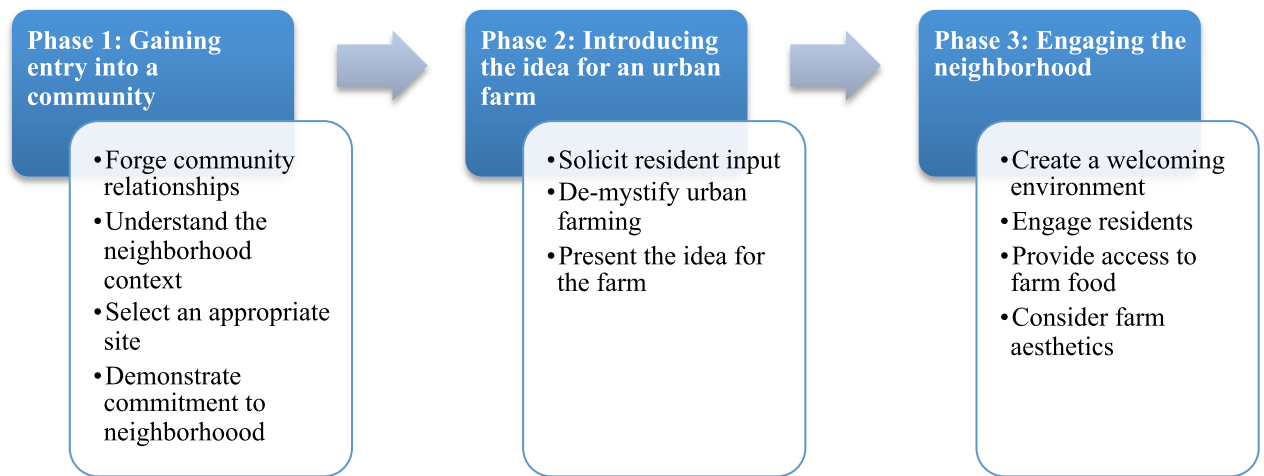 Phase 1: Gaining
entry into a
community
•Forge community
relationships
•Understand the
neighborhood
context
•Select an appropriate
site
•Demonstrate
commitment to
neighborhoood
Phase 2: Introducing
the idea for an urban
farm
•Solicit resident input
•De-mystify urban
farming
•Present the idea for
the farm
Phase 3: Engaging the
neighborhood
•Create a welcoming
environment
•Engage residents
•Provide access to
farm food
•Consider farm
aesthetics